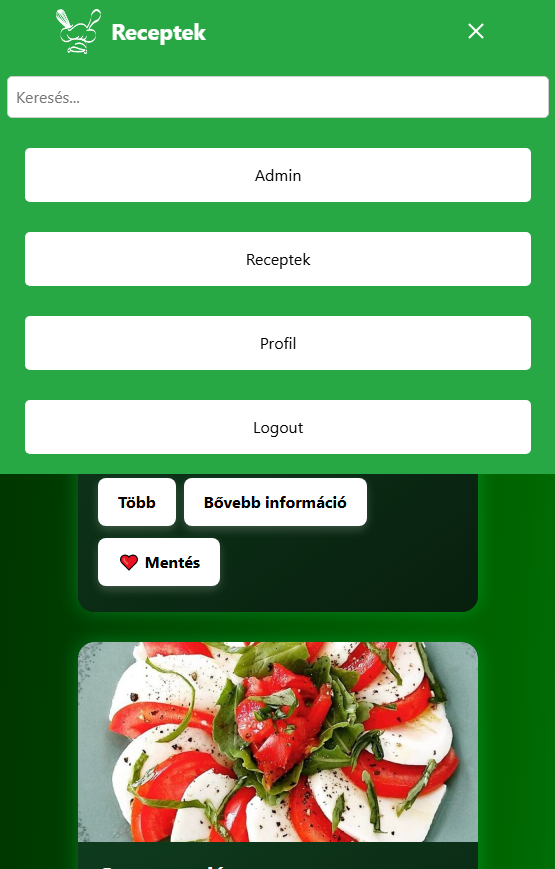 Receptek
Keresés...
Admin
Receptek
Profil
Logout
Több
Bővebb információ
Mentés